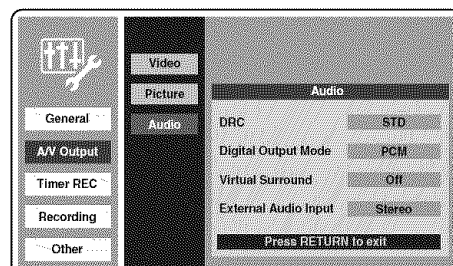 General
A/V Output
Timer REC
Recording
Other
Video
Picture
Audio
Audio
DRC STD
Digital Output Mode PCM
Virtual Surround Off
External Audio Input Stereo
Press RETURN to exit